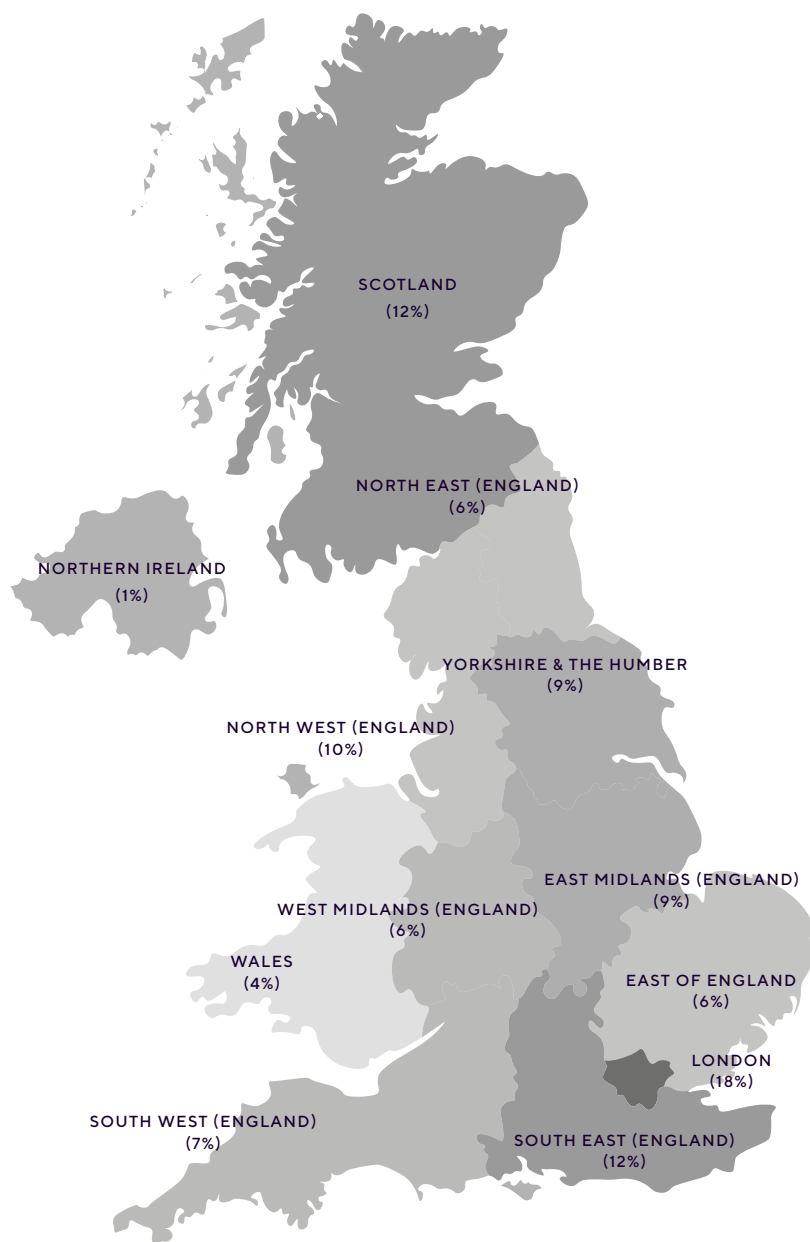 SCOTLAND
(12%)
NORTH EAST (ENGLAND)
(6%)
NORTHERN IRELAND
(1%)
YORKSHIRE & THE HUMBER
(9%)
NORTH WEST (ENGLAND)
(10%)
EAST MIDLANDS (ENGLAND)
(9%)
WEST MIDLANDS (ENGLAND)
(6%)
WALES
(4%)
EAST OF ENGLAND
(6%)
LONDON
(18%)
SOUTH WEST (ENGLAND)
(7%)
SOUTH EAST (ENGLAND)
(12%)